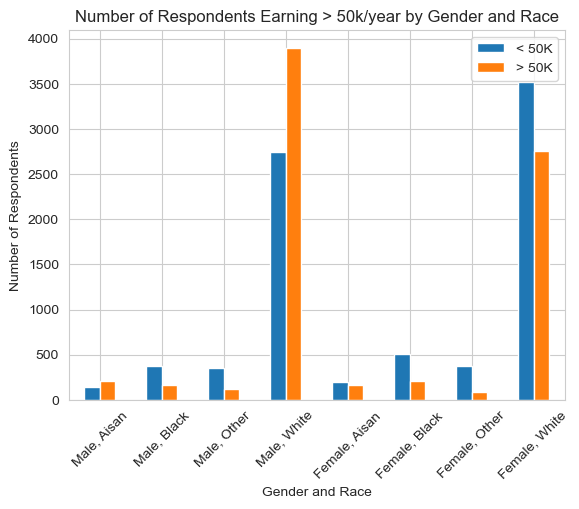 Number of Respondents Earning > 50k/year by Gender and Race
< 50K
> 50K
Number of Respondents
4000
3500
3000
2500
2000
1500
1000
500
0
Male, Aisan
Male, Black
Male, Other
Male, White
Female, Aisan
Female, Black
Female, Other
Female, White
Gender and Race